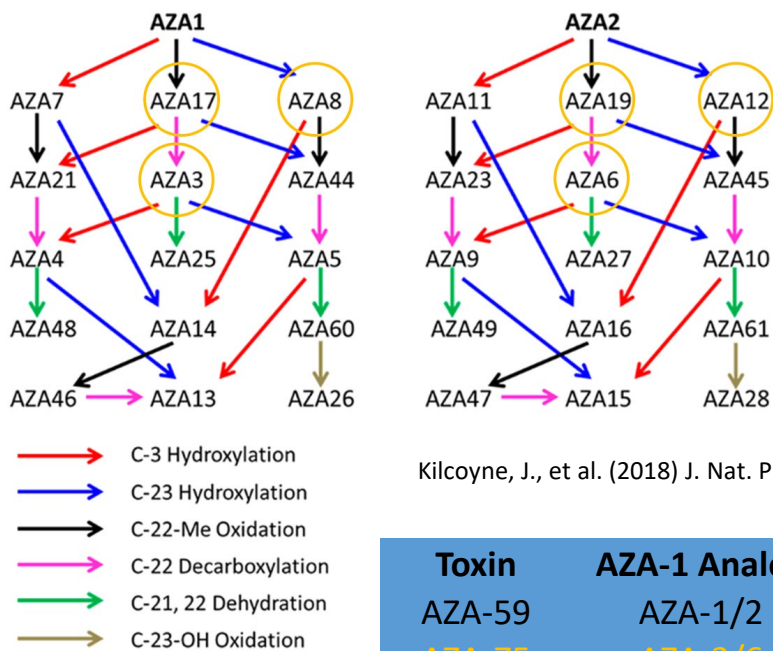 AZA1 AZA2
AZA7 AZA17 AZA8 AZA11 AZA19 AZA12
AZA21 AZA3 AZA44 AZA23 AZA6 AZA45
AZA4 AZA25 AZA5 AZA9 AZA27 AZA10
AZA48 AZA14 AZA60 AZA49 AZA16 AZA61
AZA46 AZA13 AZA26 AZA47 AZA15 AZA28
C-3 Hydroxylation
C-23 Hydroxylation
C-22-Me Oxidation
C-22 Decarboxylation
C-21, 22 Dehydration
C-23-OH Oxidation
Kilcoyne, J., et al. (2018) J. Nat. P
Toxin AZA-1 Analo
AZA-59 AZA-1/2